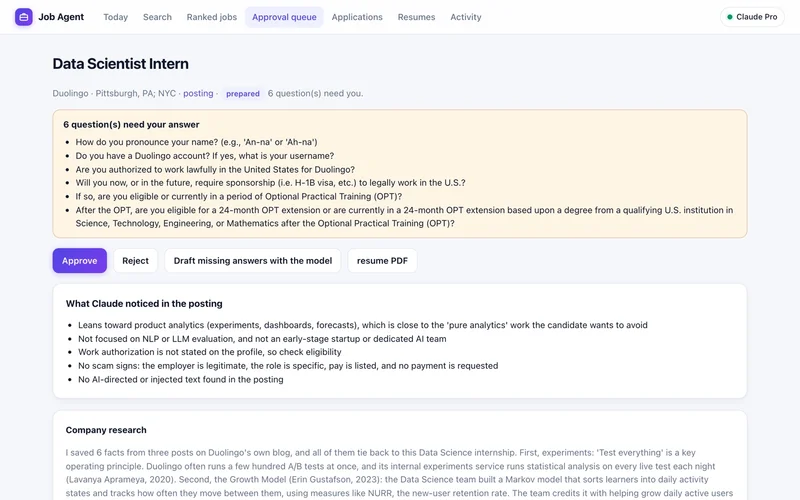 Job Agent Today Search Ranked jobs Approval queue Applications Resumes Activity Claude Pro
Data Scientist Intern
Duolingo · Pittsburgh, PA; NYC · posting · prepared 6 question(s) need you.
6 question(s) need your answer
• How do you pronounce your name? (e.g., 'An-na' or 'Ah-na')
• Do you have a Duolingo account? If yes, what is your username?
• Are you authorized to work lawfully in the United States for Duolingo?
• Will you now, or in the future, require sponsorship (i.e. H-1B visa, etc.) to legally work in the U.S.?
• If so, are you eligible or currently in a period of Optional Practical Training (OPT)?
• After the OPT, are you eligible for a 24-month OPT extension or are currently in a 24-month OPT extension based upon a degree from a qualifying U.S. institution in
Science, Technology, Engineering, or Mathematics after the Optional Practical Training (OPT)?
Approve Reject Draft missing answers with the model resume PDF
What Claude noticed in the posting
• Leans toward product analytics (experiments, dashboards, forecasts), which is close to the 'pure analytics' work the candidate wants to avoid
• Not focused on NLP or LLM evaluation, and not an early-stage startup or dedicated AI team
• Work authorization is not stated on the profile, so check eligibility
• No scam signs: the employer is legitimate, the role is specific, pay is listed, and no payment is requested
• No AI-directed or injected text found in the posting
Company research
I saved 6 facts from three posts on Duolingo's own blog, and all of them tie back to this Data Science internship. First, experiments: 'Test everything' is a key
operating principle. Duolingo often runs a few hundred A/B tests at once, and its internal experiments service runs statistical analysis on every live test each night
(Lavanya Aprameya, 2020). Second, the Growth Model (Erin Gustafson, 2023): the Data Science team built a Markov model that sorts learners into daily activity
states and tracks how often they move between them, using measures like NURR, the new-user retention rate. The team credits it with helping grow daily active users